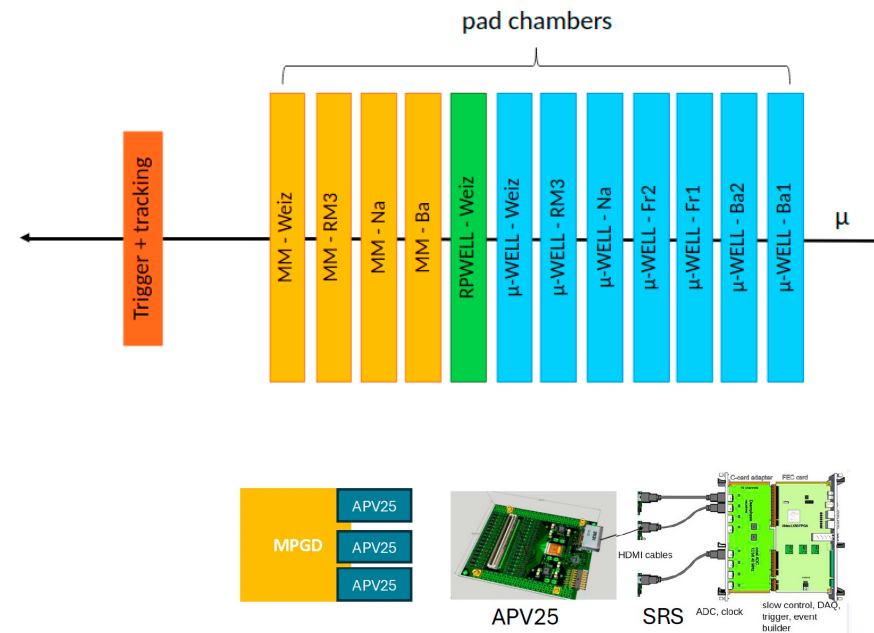 pad chambers
Trigger + tracking
MM - Weiz
MM - RM3
MM - Na
MM - Ba
RPWELL - Weiz
μ-WELL - Weiz
μ-WELL - RM3
μ-WELL - Na
μ-WELL - Fr2
μ-WELL - Fr1
μ-WELL - Ba2
μ-WELL - Ba1
μ
MPGD
APV25
APV25
APV25
APV25
HDMI cables
SRS
C-card adapter
FEC card
ADC, clock
slow control, DAQ,
trigger, event
builder